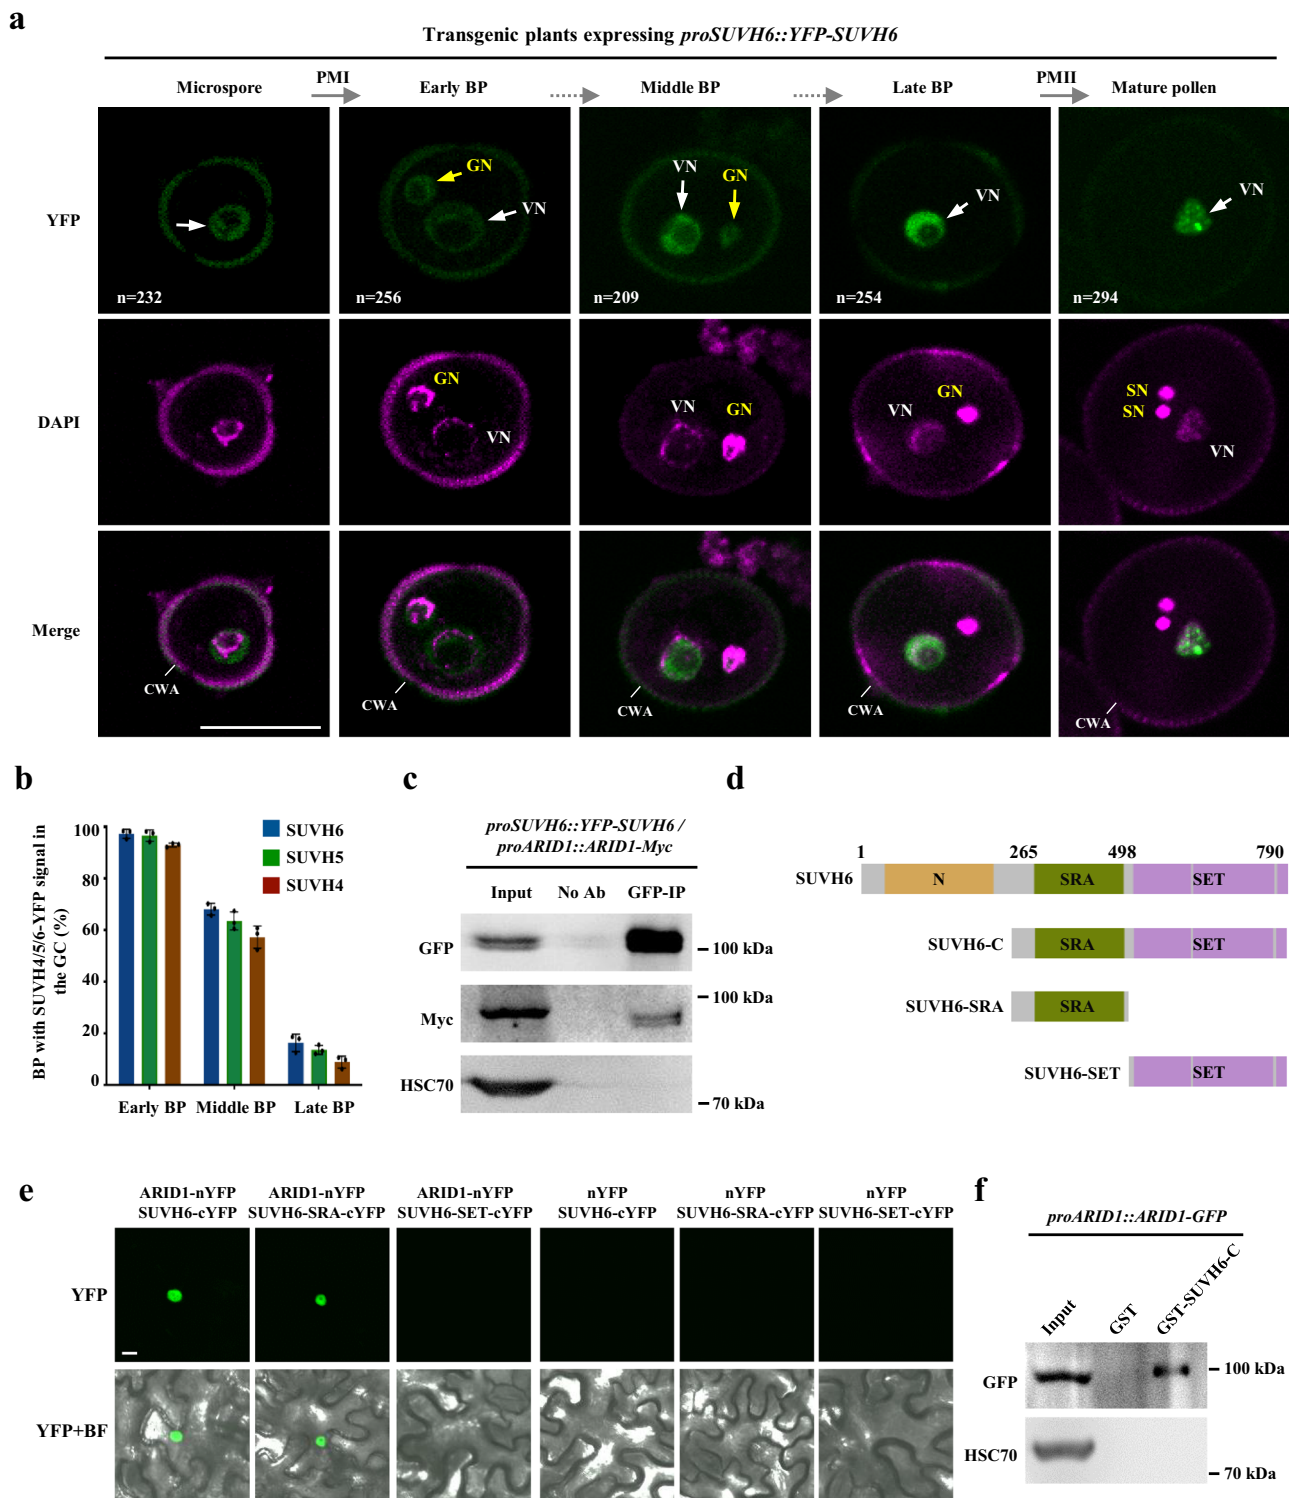 a
Transgenic plants expressing proSUVH6::YFP-SUVH6
Microspore
PMI
Early BP
Middle BP
Late BP
PMII
Mature pollen
YFP
n=232
GN
VN
n=256
VN
GN
n=209
VN
n=254
VN
n=294
DAPI
GN
VN
VN
GN
VN
GN
SN
SN
VN
Merge
CWA
CWA
CWA
CWA
CWA
b
BP with SUVH4/5/6-YFP signal in
the GC (%)
100
80
60
40
20
0
SUVH6
SUVH5
SUVH4
Early BP
Middle BP
Late BP
c
proSUVH6::YFP-SUVH6 /
proARID1::ARID1-Myc
Input
No Ab
GFP-IP
GFP
100 kDa
Myc
100 kDa
HSC70
70 kDa
d
1
265
498
790
SUVH6
N
SRA
SET
SUVH6-C
SRA
SET
SUVH6-SRA
SRA
SUVH6-SET
SET
e
ARID1-nYFP
SUVH6-cYFP
ARID1-nYFP
SUVH6-SRA-cYFP
ARID1-nYFP
SUVH6-SET-cYFP
nYFP
SUVH6-cYFP
nYFP
SUVH6-SRA-cYFP
nYFP
SUVH6-SET-cYFP
YFP
YFP+BF
f
proARID1::ARID1-GFP
Input
GST
GST-SUVH6-C
GFP
100 kDa
HSC70
70 kDa